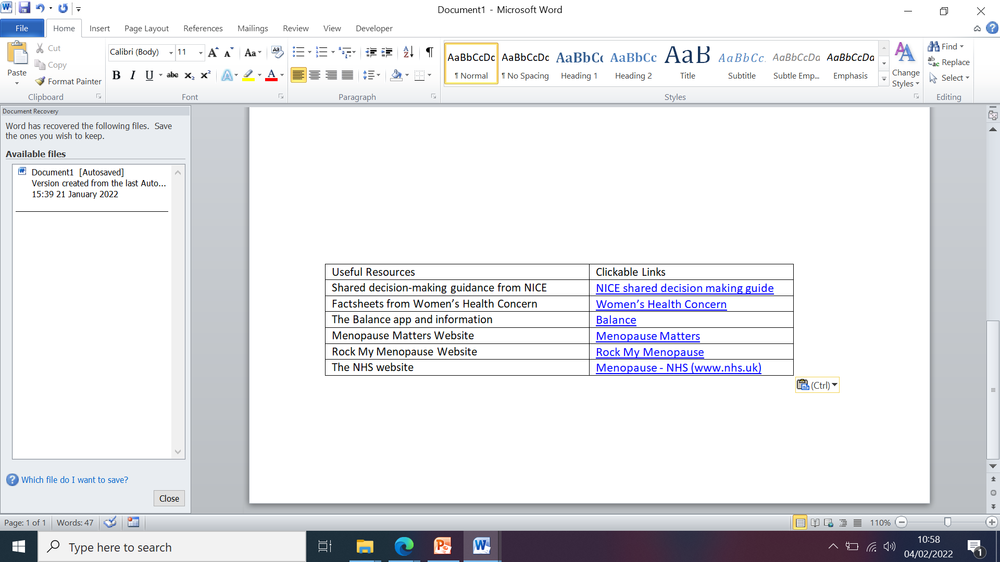 Document1 - Microsoft Word
File Home Insert Page Layout References Mailings Review View Developer
Paste
Cut
Copy
Format Painter
Clipboard
Calibri (Body) 11
Font
Paragraph
AaBbCcDc AaBbCcDc AaBbCc AaBbCc AaB AaBbCc. AaBbCcDa AaBbCcDa
¶ Normal ¶ No Spacing Heading 1 Heading 2 Title Subtitle Subtle Emp... Emphasis
Styles
Change
Styles
Find
Replace
Select
Editing
Document Recovery
Word has recovered the following files. Save
the ones you wish to keep.
Available files
Document1 [Autosaved]
Version created from the last Auto...
15:39 21 January 2022
Which file do I want to save?
Close
Useful Resources Clickable Links
Shared decision-making guidance from NICE NICE shared decision making guide
Factsheets from Women’s Health Concern Women’s Health Concern
The Balance app and information Balance
Menopause Matters Website Menopause Matters
Rock My Menopause Website Rock My Menopause
The NHS website Menopause - NHS (www.nhs.uk)
(Ctrl)
Page: 1 of 1 Words: 47 110%
Type here to search
10:58
04/02/2022
1